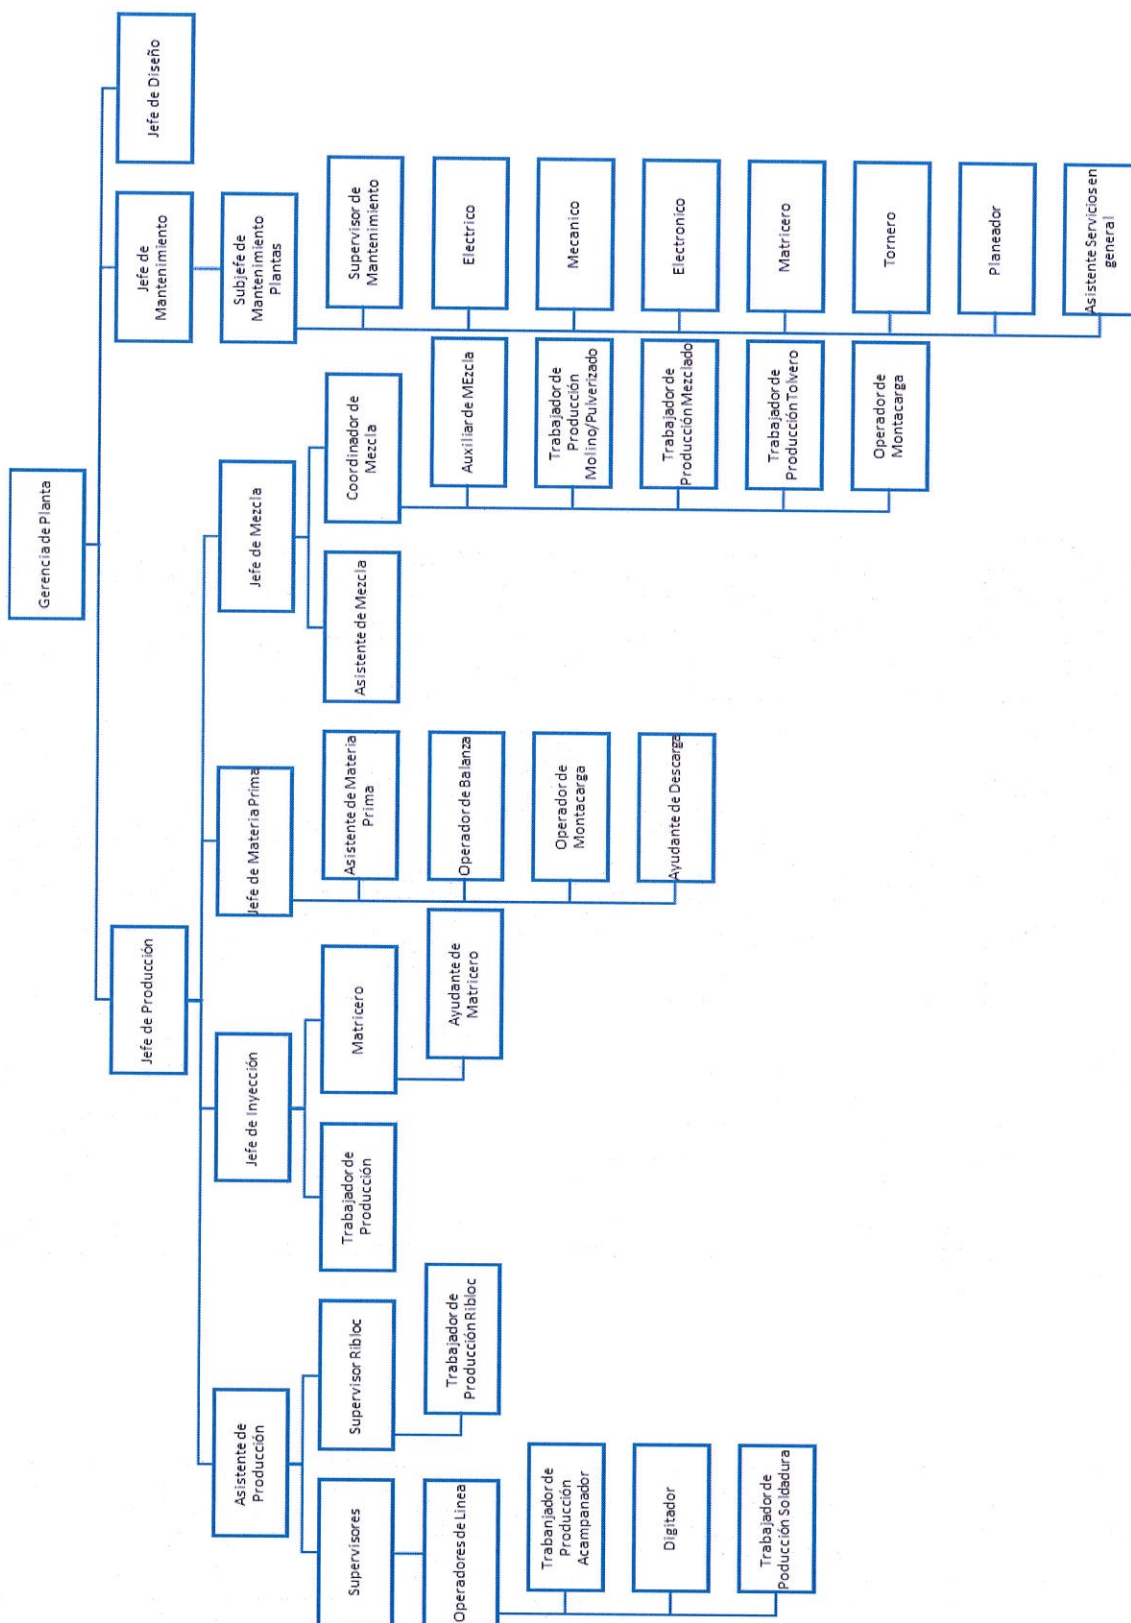 Gerencia de Planta
Jefe de Producción
Jefe de
Mantenimiento
Jefe de Diseño
Asistente de
Producción
Jefe de Inyección
Jefe de Materia Prima
Jefe de Mezcla
Subjefe de
Mantenimiento
Plantas
Supervisores
Supervisor Ribloc
Trabajador de
Producción
Matricero
Asistente de Materia
Prima
Asistente de Mezcla
Coordinador de
Mezcla
Supervisor de
Mantenimiento
Operadores de Linea
Trabajador de
Producción Ribloc
Ayudante de
Matricero
Operador de Balanza
Auxiliar de MEzcla
Electrico
Trabanjador de
Producción
Acampanador
Operador de
Montacarga
Trabajador de
Producción
Molino/Pulverizado
Mecanico
Digitador
Ayudante de Descarga
Trabajador de
Producción Mezclado
Electronico
Trabajador de
Poducción Soldadura
Trabajador de
Producción Tolvero
Matricero
Operador de
Montacarga
Tornero
Planeador
Asistente Servicios en
general